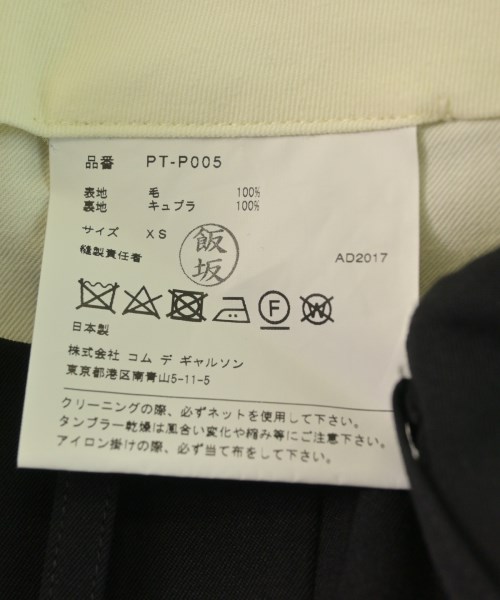 品番 PT-P005
表地 毛 100%
裏地 キュプラ 100%
サイズ XS
縫製責任者 飯坂 AD2017
P F W
日本製
株式会社 コム デ ギャルソン
東京都港区南青山5-11-5
クリーニングの際、必ずネットを使用して下さい。
タンブラー乾燥は風合い変化や縮み等にご注意下さい。
アイロン掛けの際、必ず当て布をして下さい。